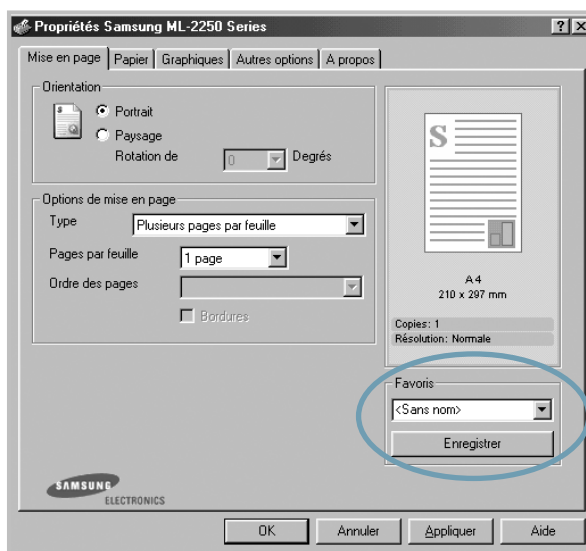 Propriétés Samsung ML-2250 Series
Mise en page Papier Graphiques Autres options A propos
Orientation
Portrait
Paysage
Rotation de 0 Degrés
Options de mise en page
Type Plusieurs pages par feuille
Pages par feuille 1 page
Ordre des pages
Bordures
S
A4
210 x 297 mm
Copies: 1
Résolution: Normale
Favoris
<Sans nom>
Enregistrer
SAMSUNG
ELECTRONICS
OK Annuler Appliquer Aide